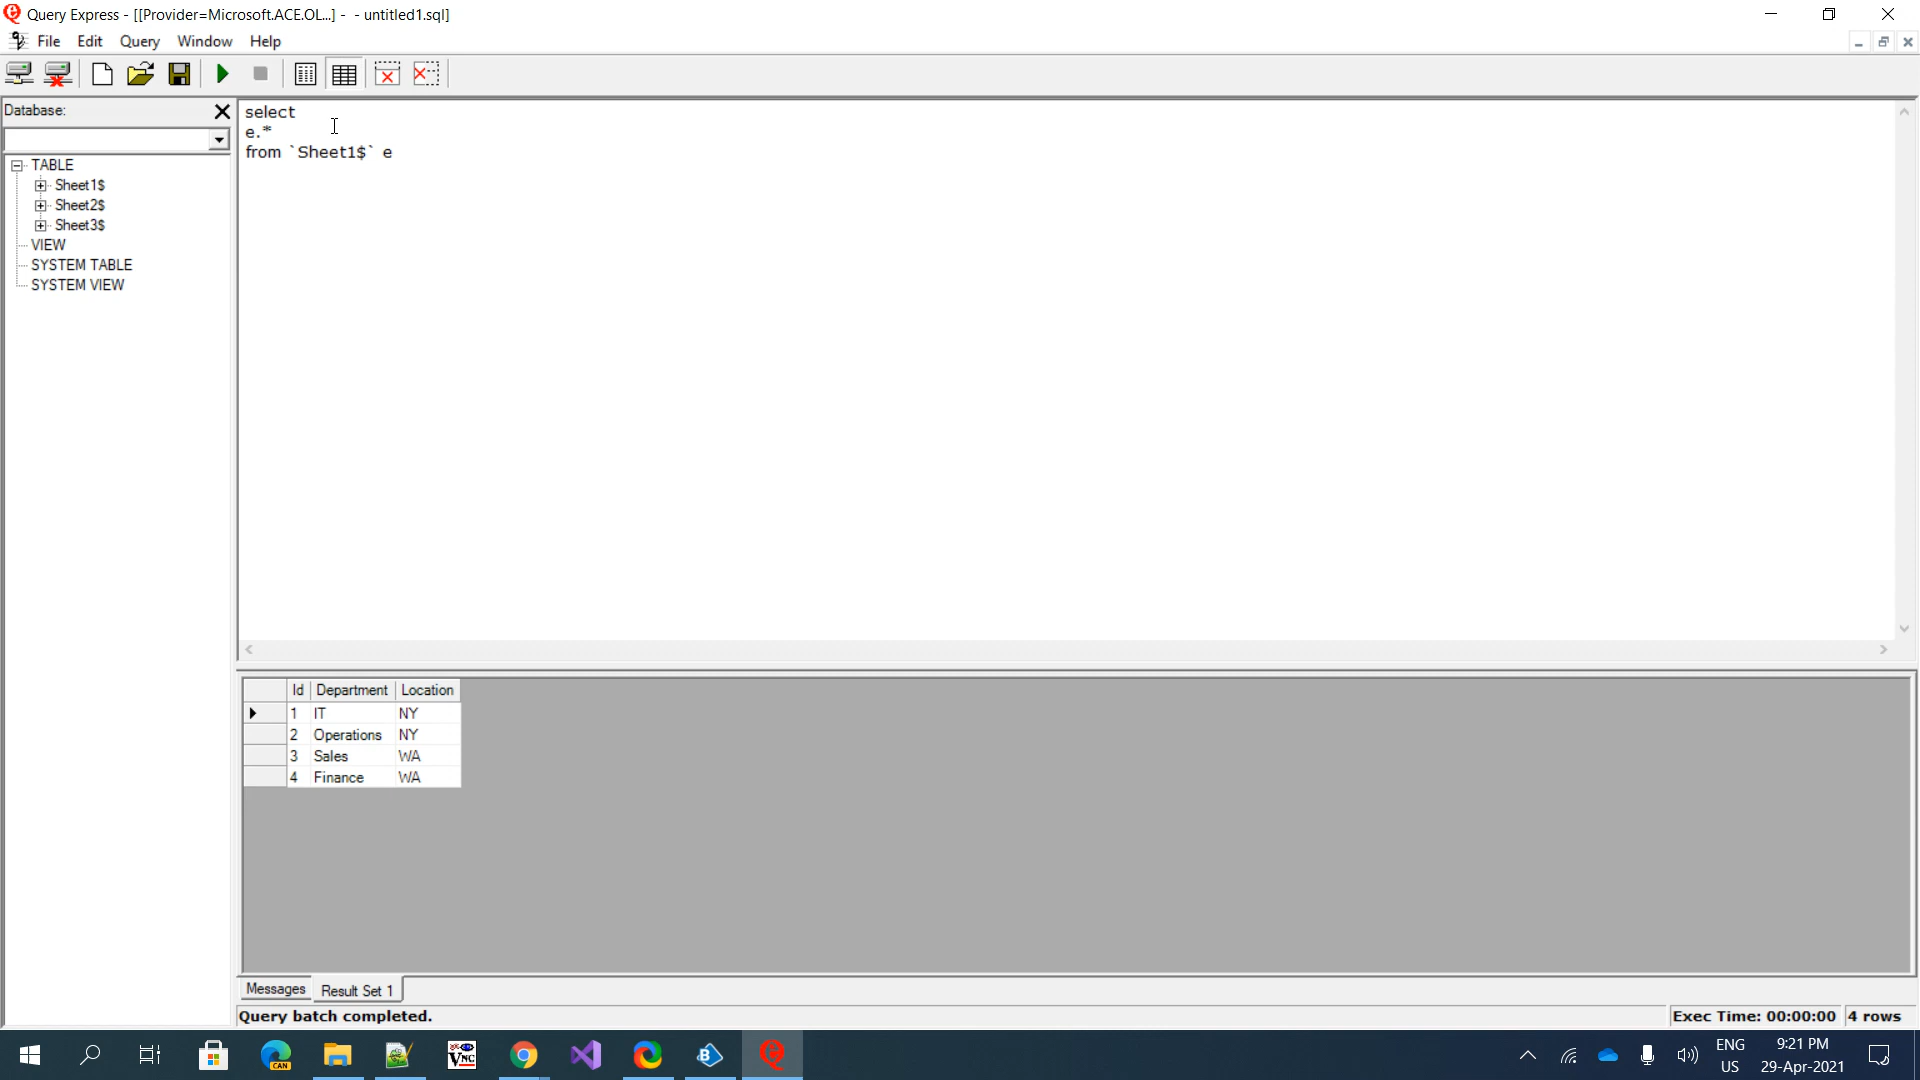 Query Express - [[Provider=Microsoft.ACE.OL...] - - untitled1.sql]
File Edit Query Window Help
Database:
select
e.*
from `Sheet1$` e
TABLE
Sheet1$
Sheet2$
Sheet3$
VIEW
SYSTEM TABLE
SYSTEM VIEW
Id Department Location
1 IT NY
2 Operations NY
3 Sales WA
4 Finance WA
Messages Result Set 1
Query batch completed. Exec Time: 00:00:00 4 rows
CAN
VNC
B
ENG
US
9:21 PM
29-Apr-2021